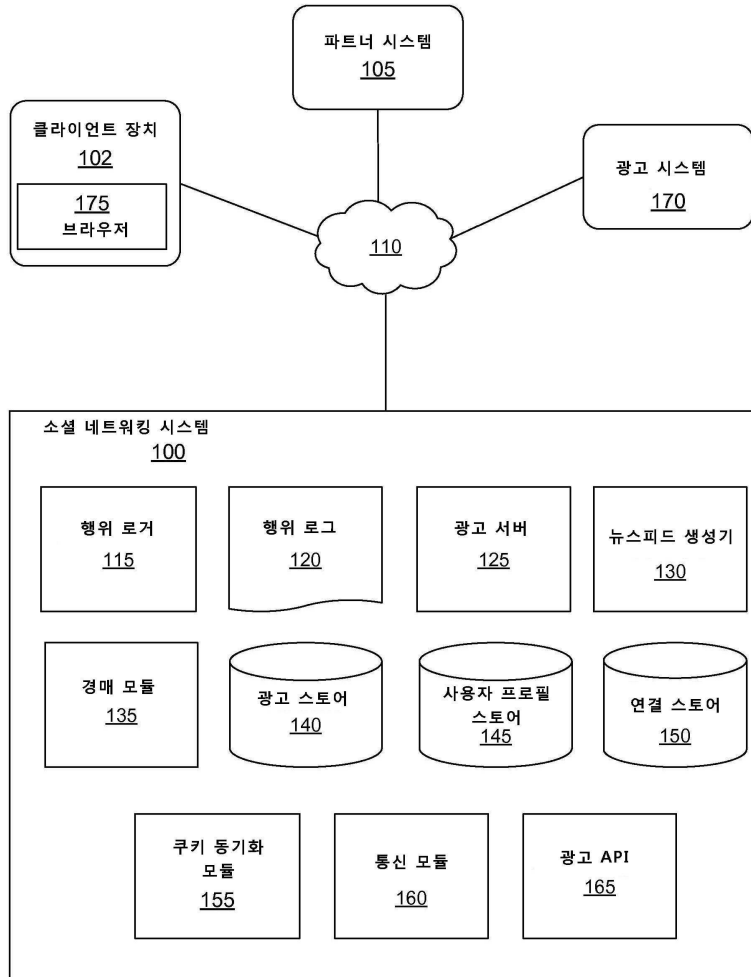 파트너 시스템
105
클라이언트 장치
102
175
브라우저
광고 시스템
170
110
소셜 네트워킹 시스템
100
행위 로거
115
행위 로그
120
광고 서버
125
뉴스피드 생성기
130
경매 모듈
135
광고 스토어
140
사용자 프로필
스토어
145
연결 스토어
150
쿠키 동기화
모듈
155
통신 모듈
160
광고 API
165